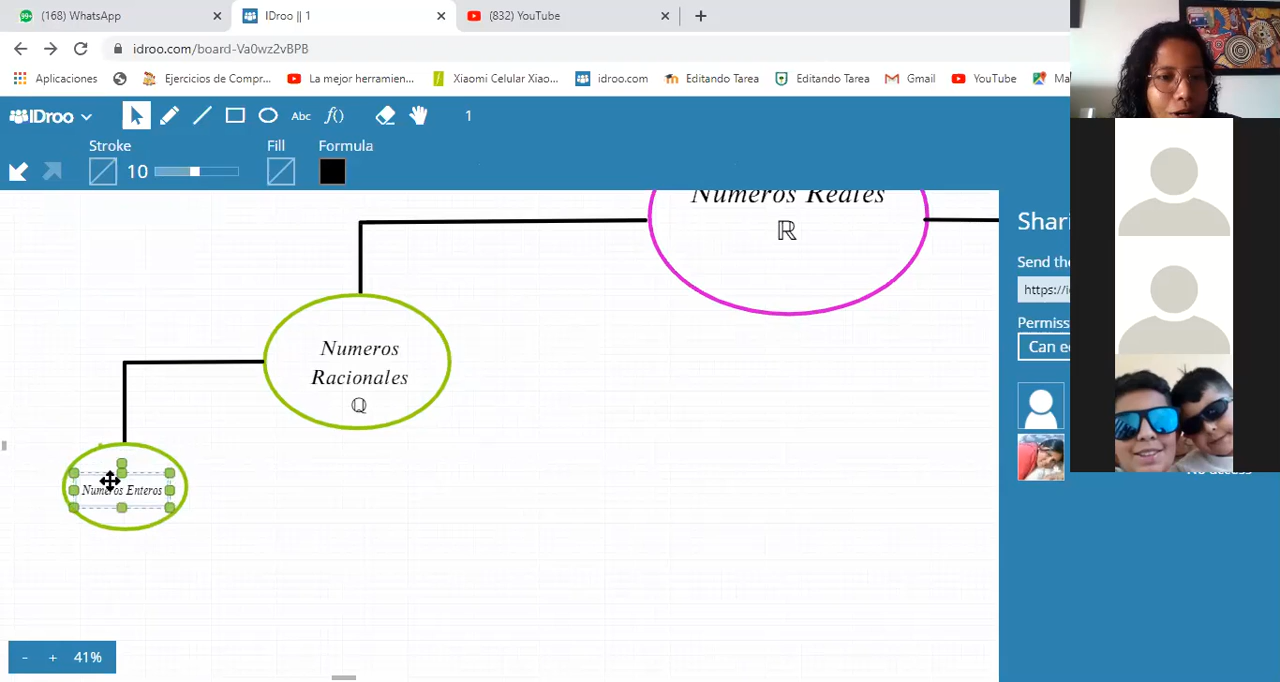 (168) WhatsApp
IDroo || 1
(832) YouTube
idroo.com/board-Va0wz2vBPB
Aplicaciones
Ejercicios de Compr...
La mejor herramien...
Xiaomi Celular Xiao...
idroo.com
Editando Tarea
Editando Tarea
Gmail
YouTube
Ma
IDroo
Abc
f()
1
Stroke
10
Fill
Formula
Numeros Reales
ℝ
Numeros
Racionales
ℚ
Numeros Enteros
Shari
Send the
https://i
Permiss
Can e
No access
- + 41%